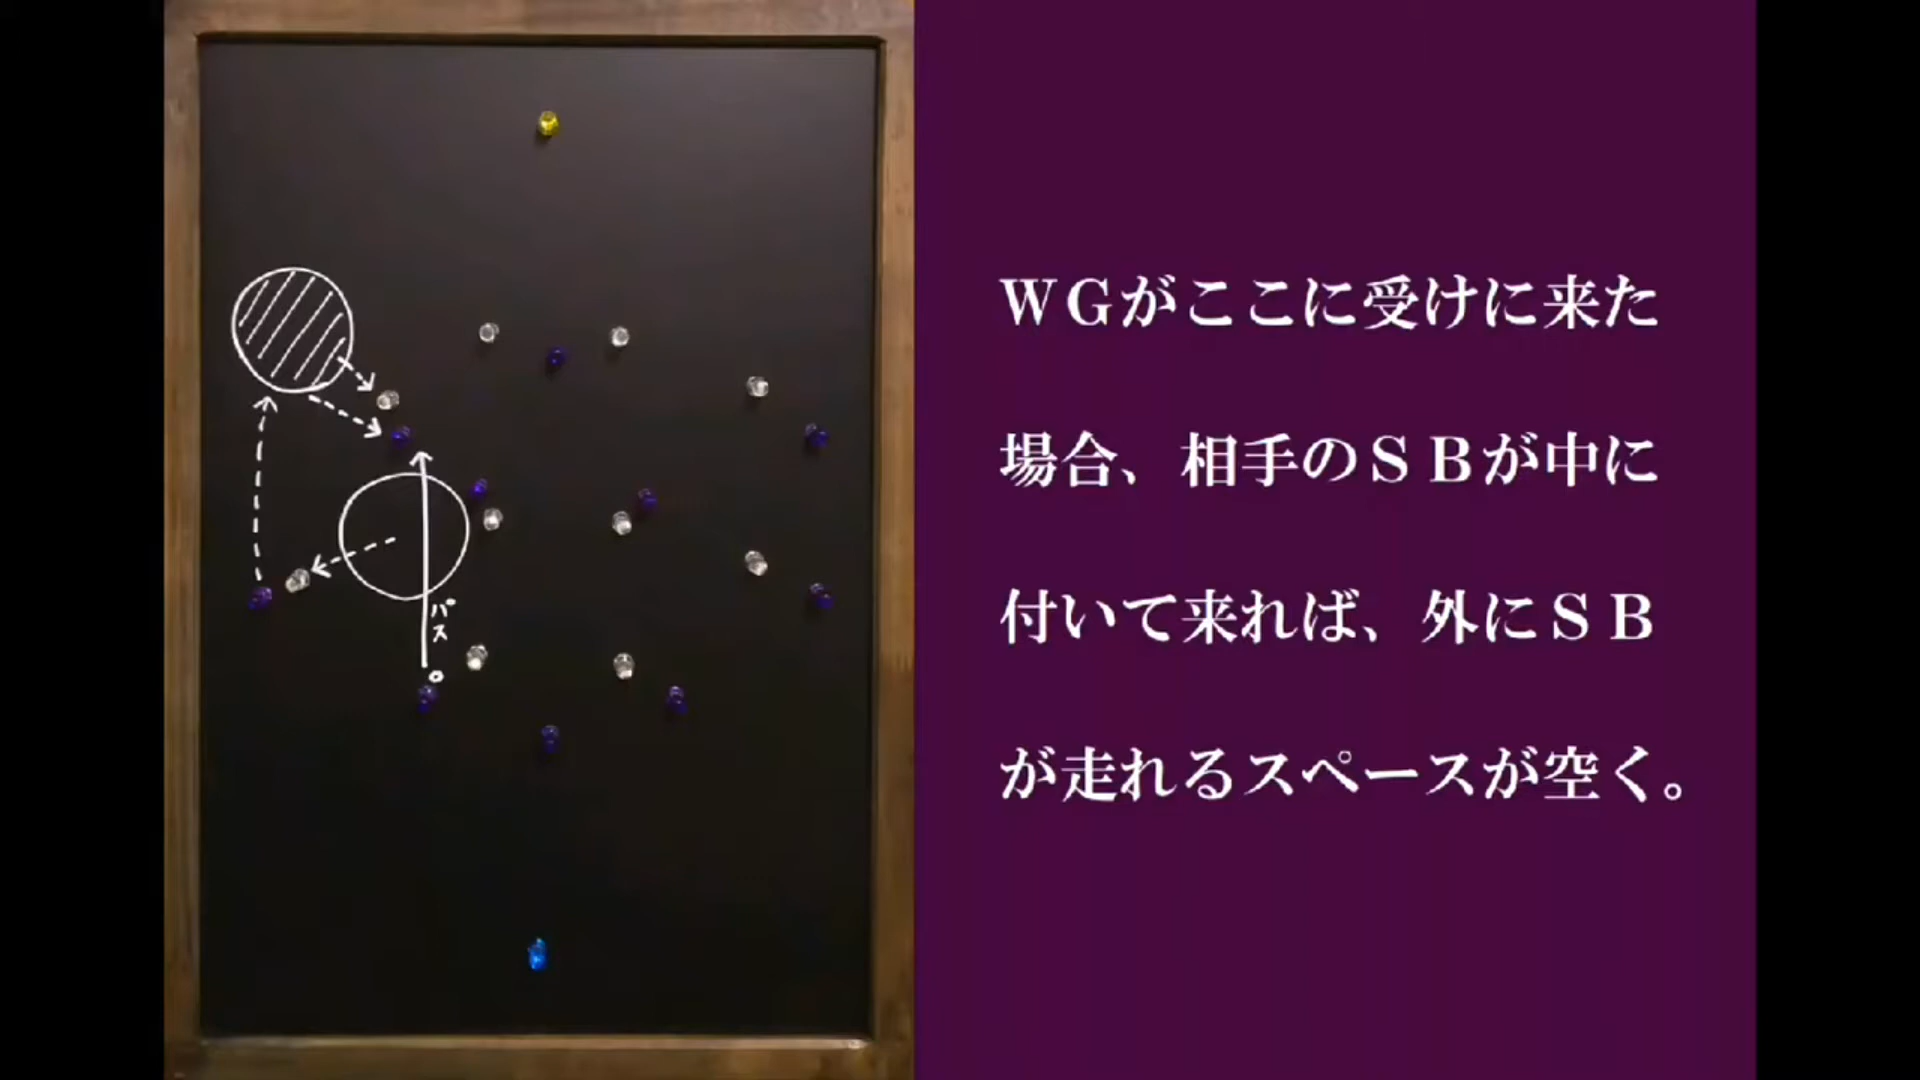 パス
WGがここに受けに来た
場合、相手のSBが中に
付いて来れば、外にSB
が走れるスペースが空く。